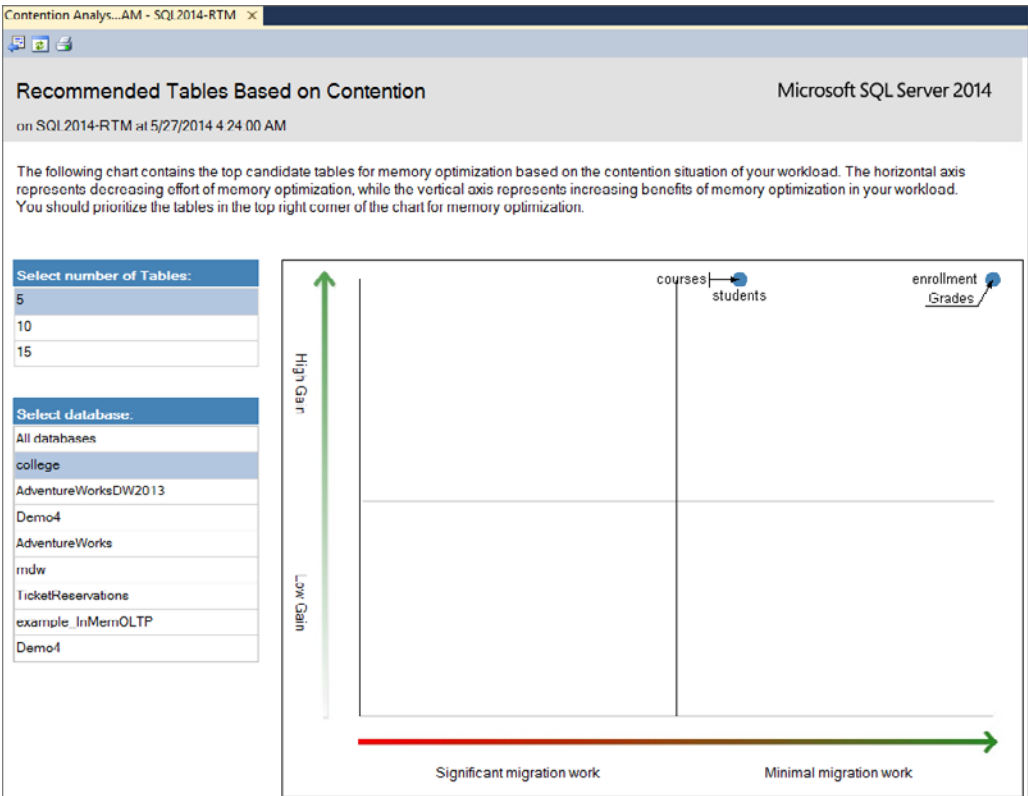 Contention Analys...AM - SQL2014-RTM ×
Recommended Tables Based on Contention
Microsoft SQL Server 2014
on SQL2014-RTM at 5/27/2014 4:24:00 AM
The following chart contains the top candidate tables for memory optimization based on the contention situation of your workload. The horizontal axis
represents decreasing effort of memory optimization, while the vertical axis represents increasing benefits of memory optimization in your workload.
You should prioritize the tables in the top right corner of the chart for memory optimization.
Select number of Tables:
5
10
15
Select database:
All databases
college
AdventureWorksDW2013
Demo4
AdventureWorks
mdw
TicketReservations
example_InMemOLTP
Demo4
High Gain
Low Gain
courses
students
enrollment
Grades
Significant migration work
Minimal migration work